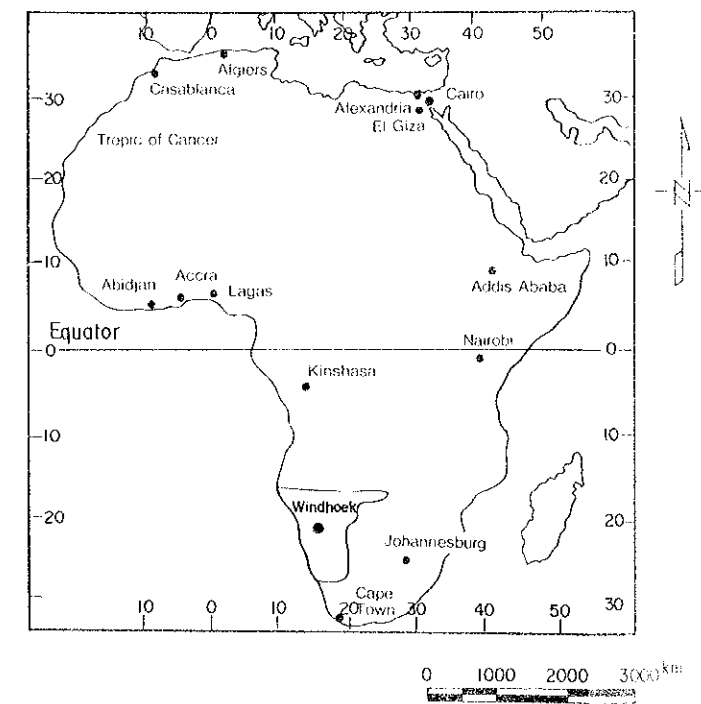 10 0 10 20 30 40 50
Algiers
Casablanca
30
Alexandria
Cairo
30
El Giza
Tropic of Cancer
N
20
20
10
10
Addis Ababa
Abidjan
Accra
Lagas
Equator
0
0
Nairobi
Kinshasa
10
10
Windhoek
20
20
Johannesburg
Cape
Town
30
10 0 20 30 40 50
0 1000 2000 3000 km